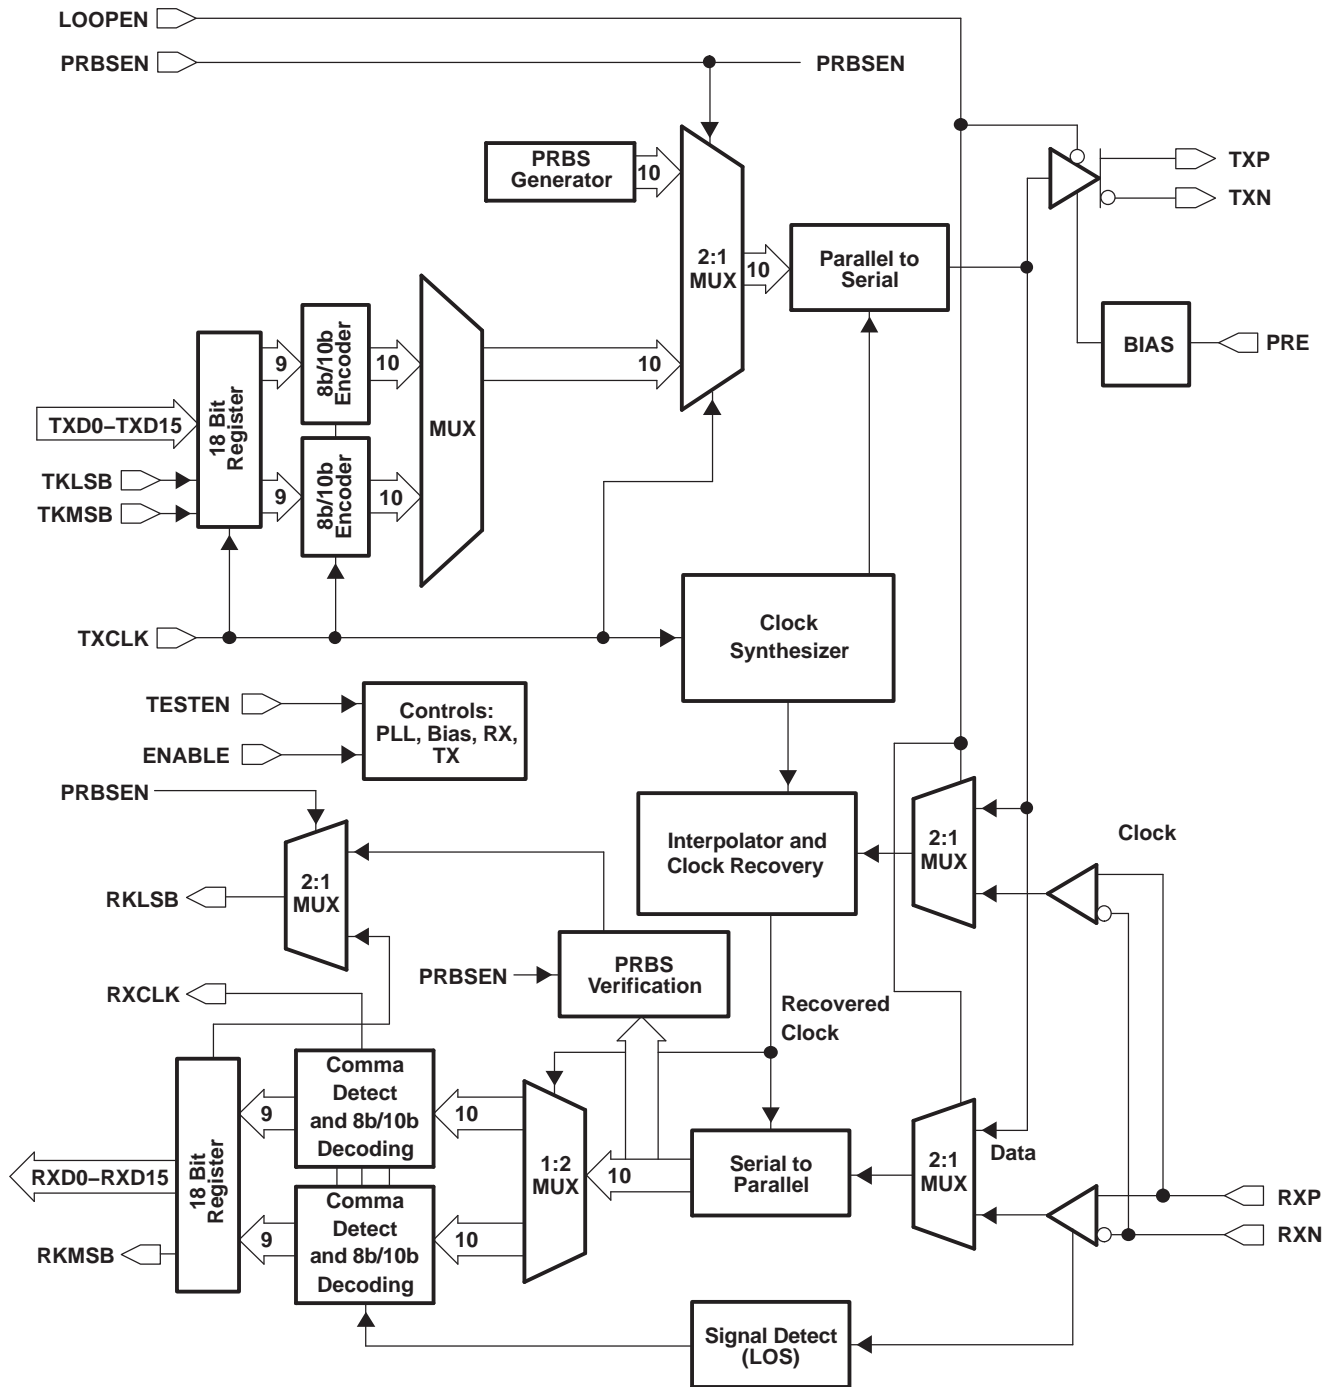 LOOPEN
PRBSEN
PRBSEN
PRBS
Generator
10
TXP
TXN
2:1
MUX
10
Parallel to
Serial
BIAS
PRE
TXD0–TXD15
18 Bit
Register
9
8b/10b
Encoder
10
MUX
10
TKLSB
TKMSB
9
8b/10b
Encoder
10
TXCLK
Clock
Synthesizer
TESTEN
ENABLE
Controls:
PLL, Bias, RX,
TX
PRBSEN
2:1
MUX
RKLSB
Interpolator and
Clock Recovery
2:1
MUX
Clock
PRBSEN
PRBS
Verification
RXCLK
Recovered
Clock
Comma
Detect
and 8b/10b
Decoding
9
10
RXD0–RXD15
18 Bit
Register
1:2
MUX
10
Serial to
Parallel
2:1
MUX
Data
RXP
RXN
RKMSB
9
Comma
Detect
and 8b/10b
Decoding
10
Signal Detect
(LOS)